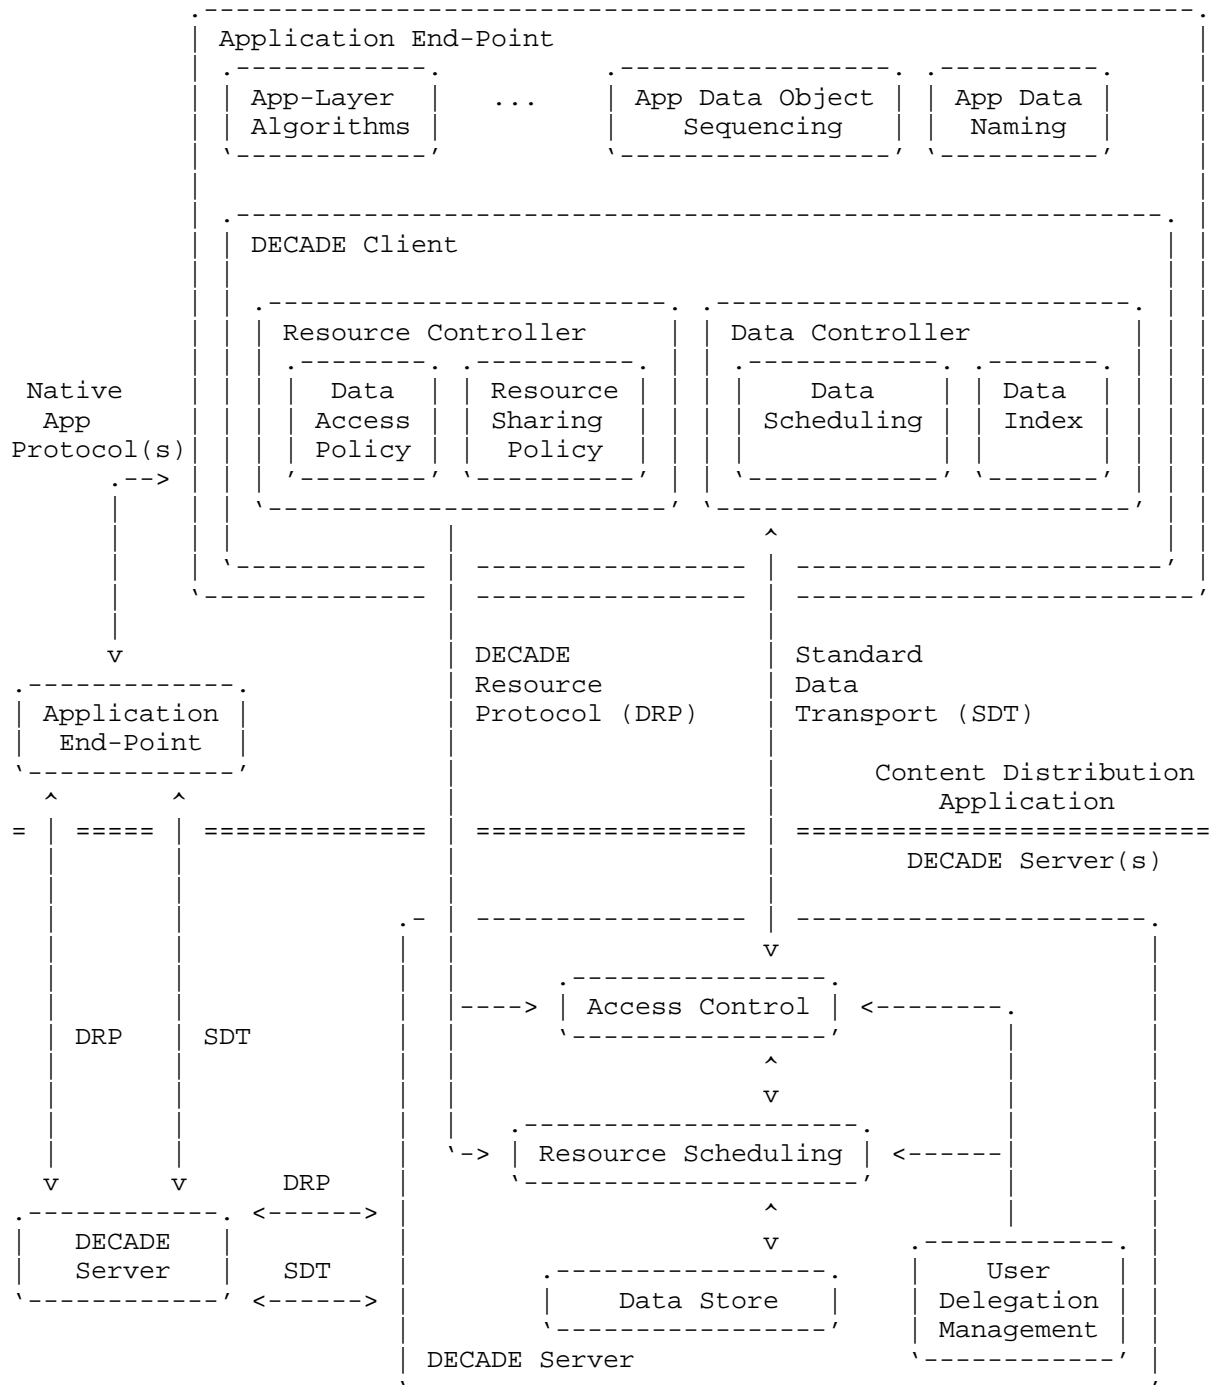 Application End-Point
App-Layer ... App Data Object App Data
Algorithms Sequencing Naming
DECADE Client
Resource Controller Data Controller
Native Data Resource Data Data
App Access Sharing Scheduling Index
Protocol(s) Policy Policy
DECADE Standard
Resource Data
Application Protocol (DRP) Transport (SDT)
End-Point
Content Distribution
Application
DECADE Server(s)
Access Control
DRP SDT
Resource Scheduling
DRP
DECADE
Server SDT User
Data Store Delegation
Management
DECADE Server